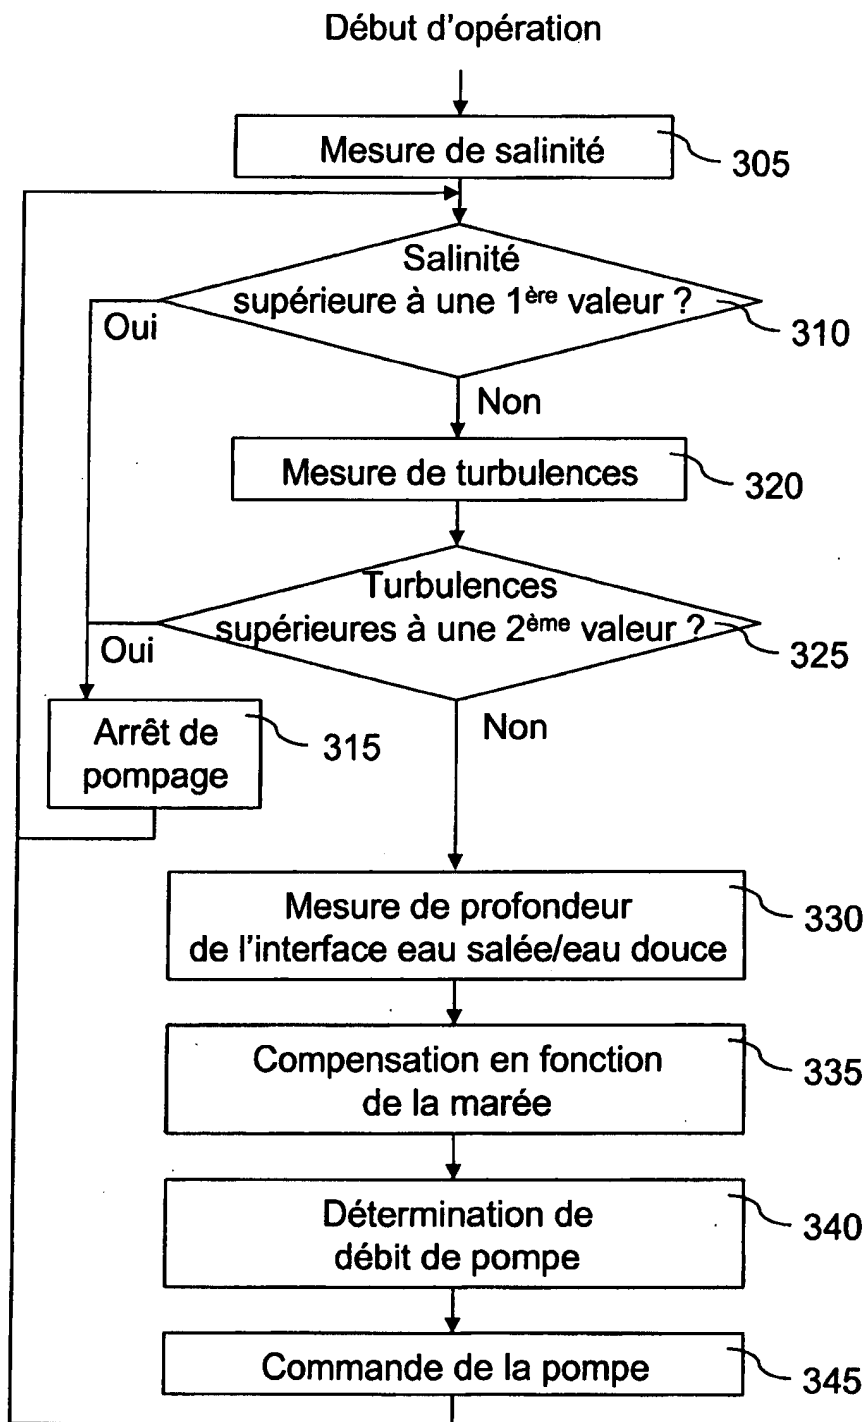 Début d’opération
Mesure de salinité
305
Salinité
supérieure à une 1ère valeur ?
310
Oui
Non
Mesure de turbulences
320
Turbulences
supérieures à une 2ème valeur ?
325
Oui
Non
Arrêt de
pompage
315
Mesure de profondeur
de l’interface eau salée/eau douce
330
Compensation en fonction
de la marée
335
Détermination de
débit de pompe
340
Commande de la pompe
345